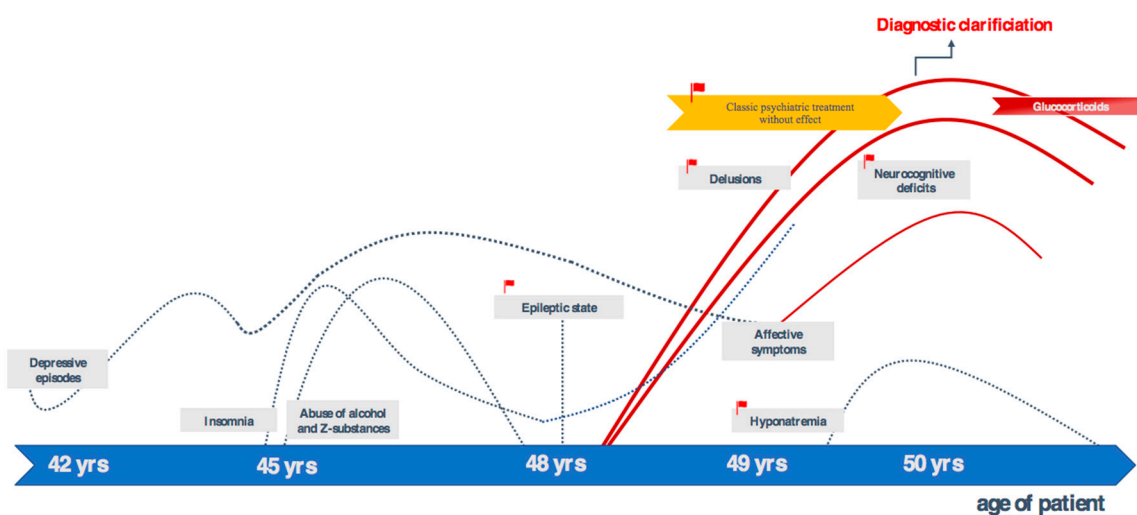 Diagnostic clarificiation
Classic psychiatric treatment
without effect
Glucocorticoids
Delusions
Neurocognitive
deficits
Epileptic state
Affective
symptoms
Depressive
episodes
Insomnia
Abuse of alcohol
and Z-substances
Hyponatremia
42 yrs
45 yrs
48 yrs
49 yrs
50 yrs
age of patient